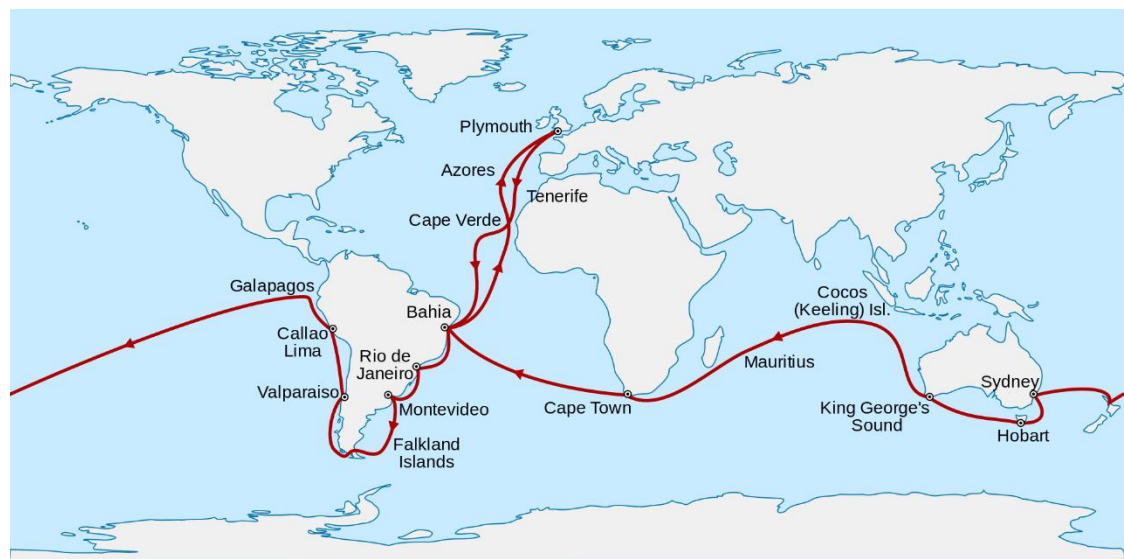 Plymouth
Azores
Tenerife
Cape Verde
Galapagos
Cocos
(Keeling) Isl.
Bahia
Callao
Lima
Rio de
Janeiro
Mauritius
Sydney
Valparaiso
Montevideo
Cape Town
King George's
Sound
Hobart
Falkland
Islands